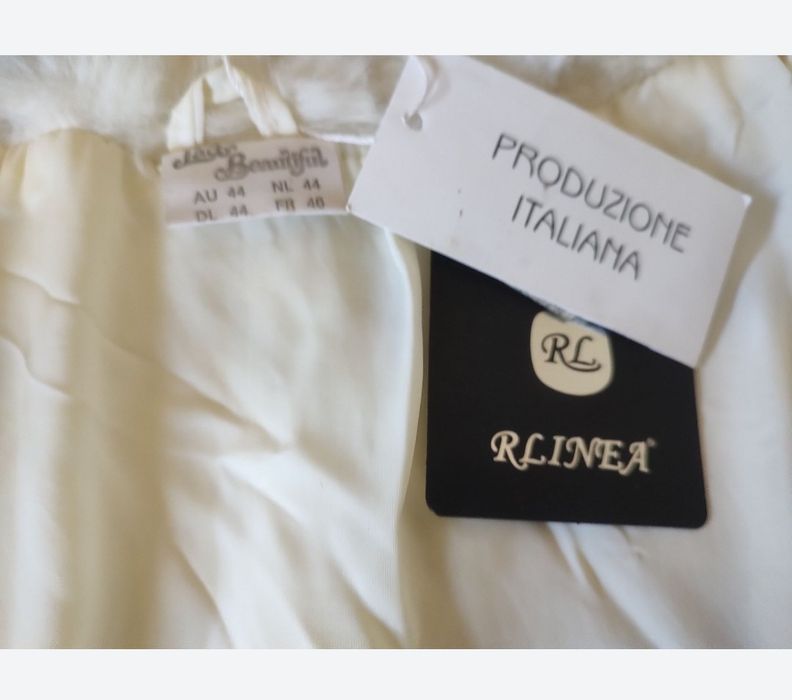 Beautiful
AU 44 NL 44
DL 44 FR 46
PRODUZIONE
ITALIANA
RL
RLINEA®